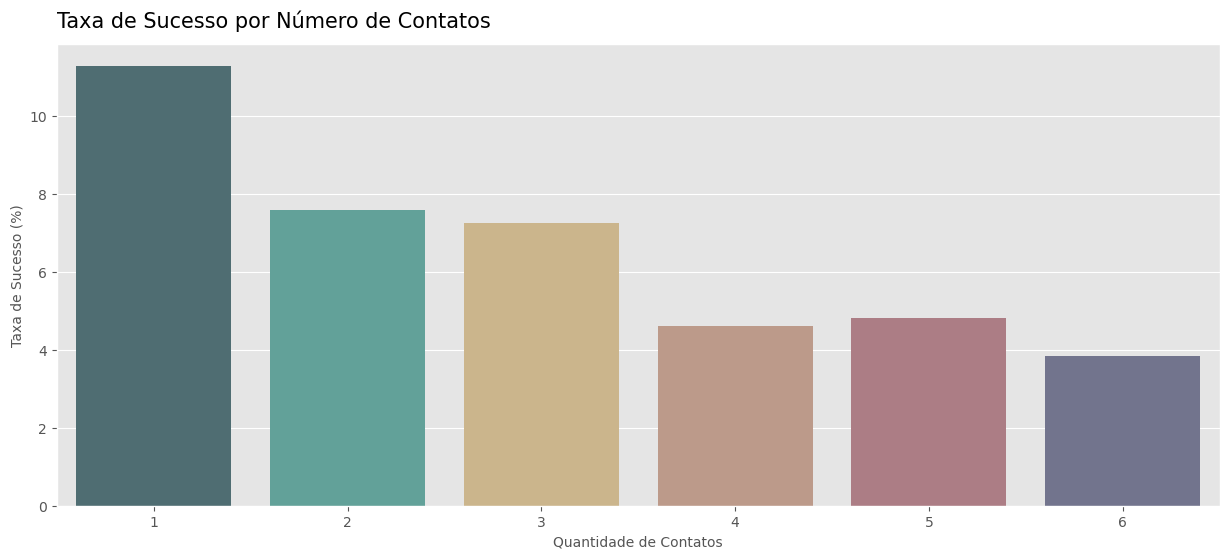 Taxa de Sucesso por Número de Contatos
Taxa de Sucesso (%)
10
8
6
4
2
0
1 2 3 4 5 6
Quantidade de Contatos